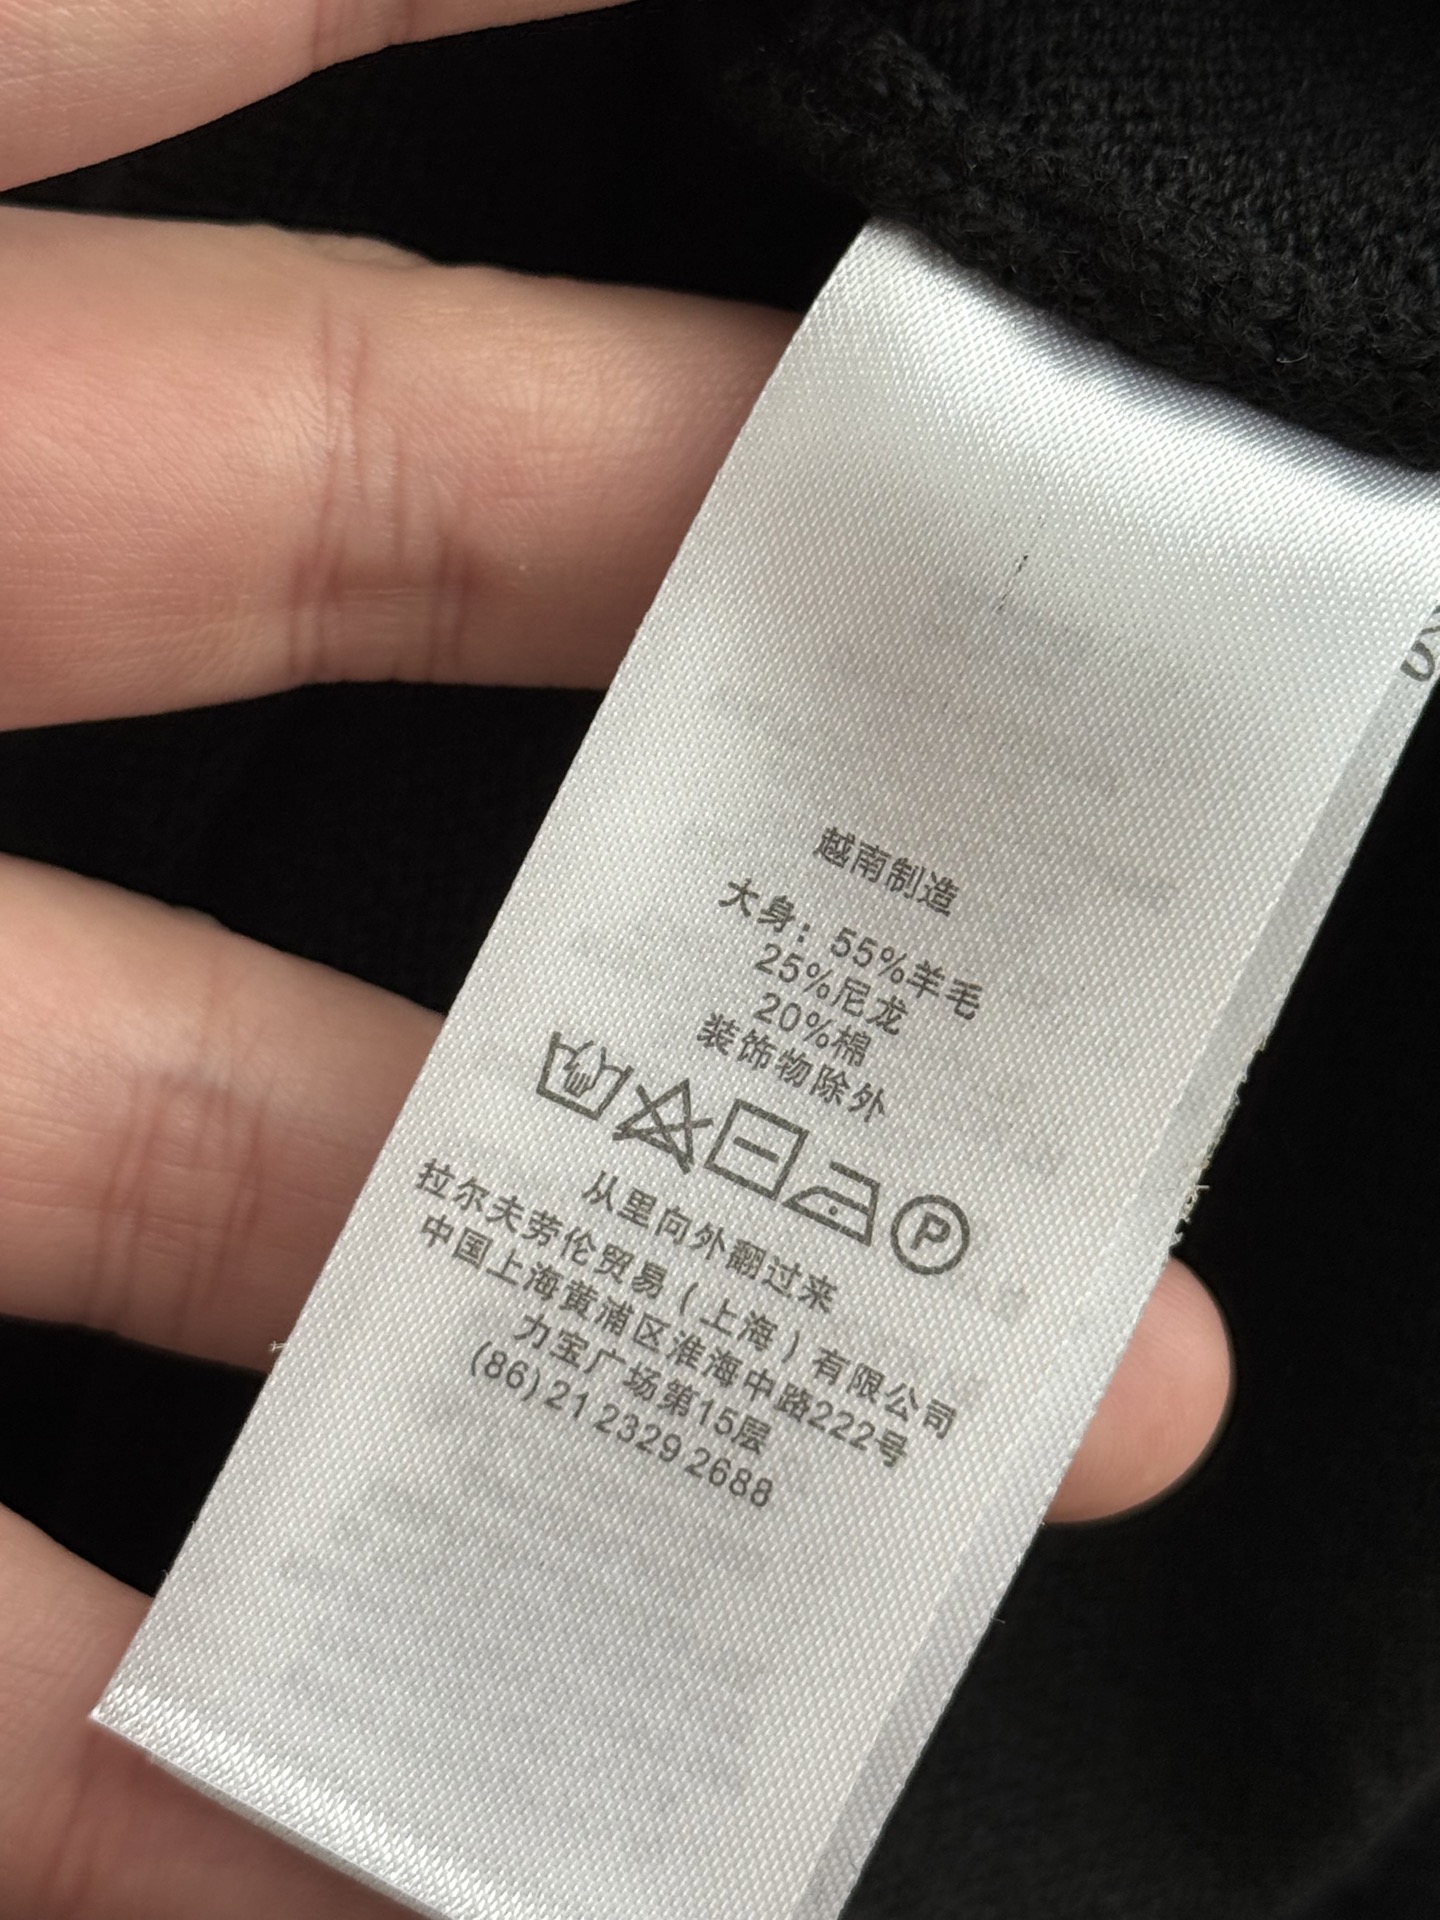 越南制造
大身: 55%羊毛
25%尼龙
20%棉
装饰物除外
P
从里向外翻过来
拉尔夫劳伦贸易(上海)有限公司
中国上海黄浦区淮海中路222号
力宝广场第15层
(86)21 2329 2688